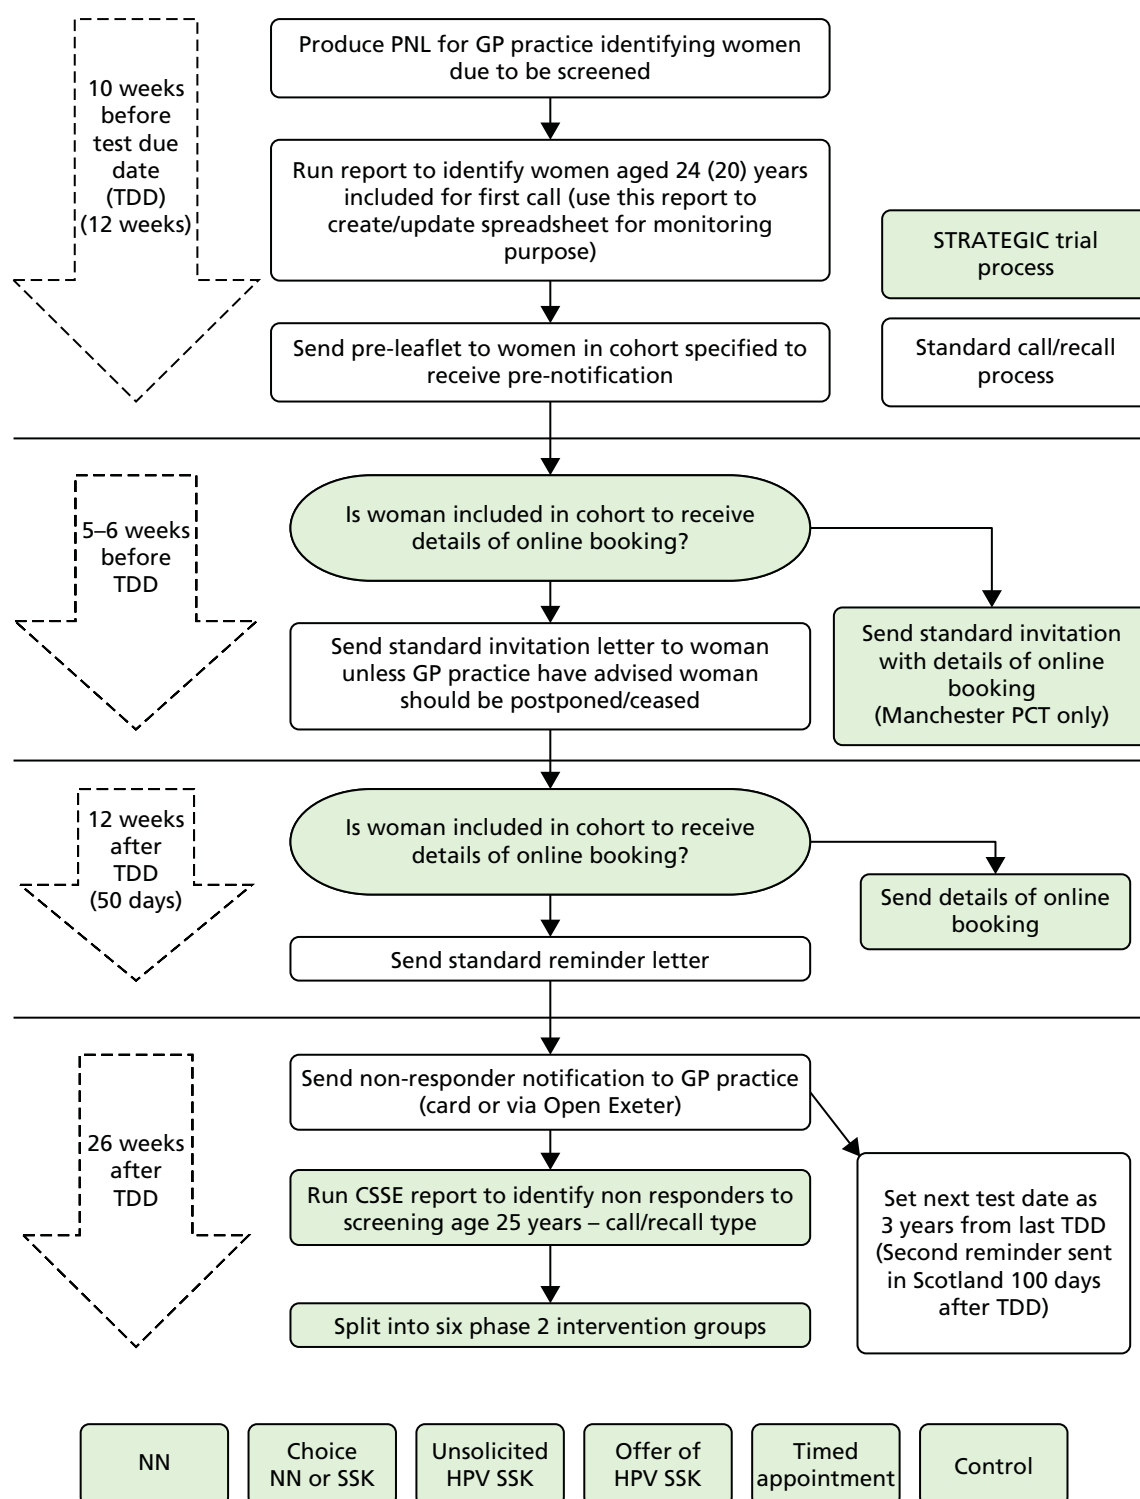 10 weeks
before
test due
date
(TDD)
(12 weeks)
Produce PNL for GP practice identifying women
due to be screened
Run report to identify women aged 24 (20) years
included for first call (use this report to
create/update spreadsheet for monitoring
purpose)
Send pre-leaflet to women in cohort specified to
receive pre-notification
STRATEGIC trial
process
Standard call/recall
process
5–6 weeks
before
TDD
Is woman included in cohort to receive
details of online booking?
Send standard invitation letter to woman
unless GP practice have advised woman
should be postponed/ceased
Send standard invitation
with details of online
booking
(Manchester PCT only)
12 weeks
after
TDD
(50 days)
Is woman included in cohort to receive
details of online booking?
Send standard reminder letter
Send details of online
booking
26 weeks
after
TDD
Send non-responder notification to GP practice
(card or via Open Exeter)
Run CSSE report to identify non responders to
screening age 25 years – call/recall type
Split into six phase 2 intervention groups
Set next test date as
3 years from last TDD
(Second reminder sent
in Scotland 100 days
after TDD)
NN
Choice
NN or SSK
Unsolicited
HPV SSK
Offer of
HPV SSK
Timed
appointment
Control